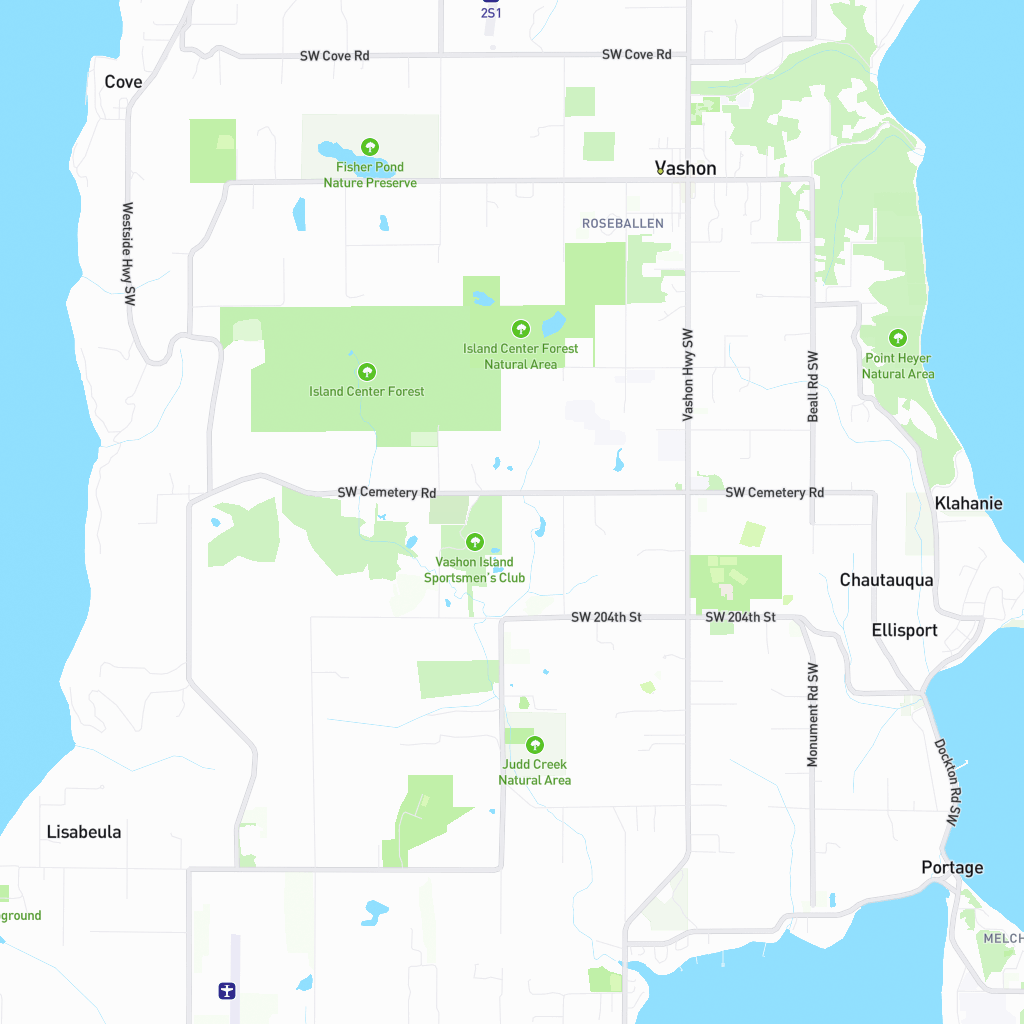 2S1
SW Cove Rd
SW Cove Rd
Cove
Fisher Pond
Nature Preserve
Vashon
ROSEBALLEN
Westside Hwy SW
Island Center Forest
Natural Area
Island Center Forest
Vashon Hwy SW
Beall Rd SW
Point Heyer
Natural Area
SW Cemetery Rd
SW Cemetery Rd
Klahanie
Vashon Island
Sportsmen's Club
Chautauqua
SW 204th St
SW 204th St
Ellisport
Monument Rd SW
Judd Creek
Natural Area
Dockton Rd SW
Lisabeula
Portage
ground
MELCH